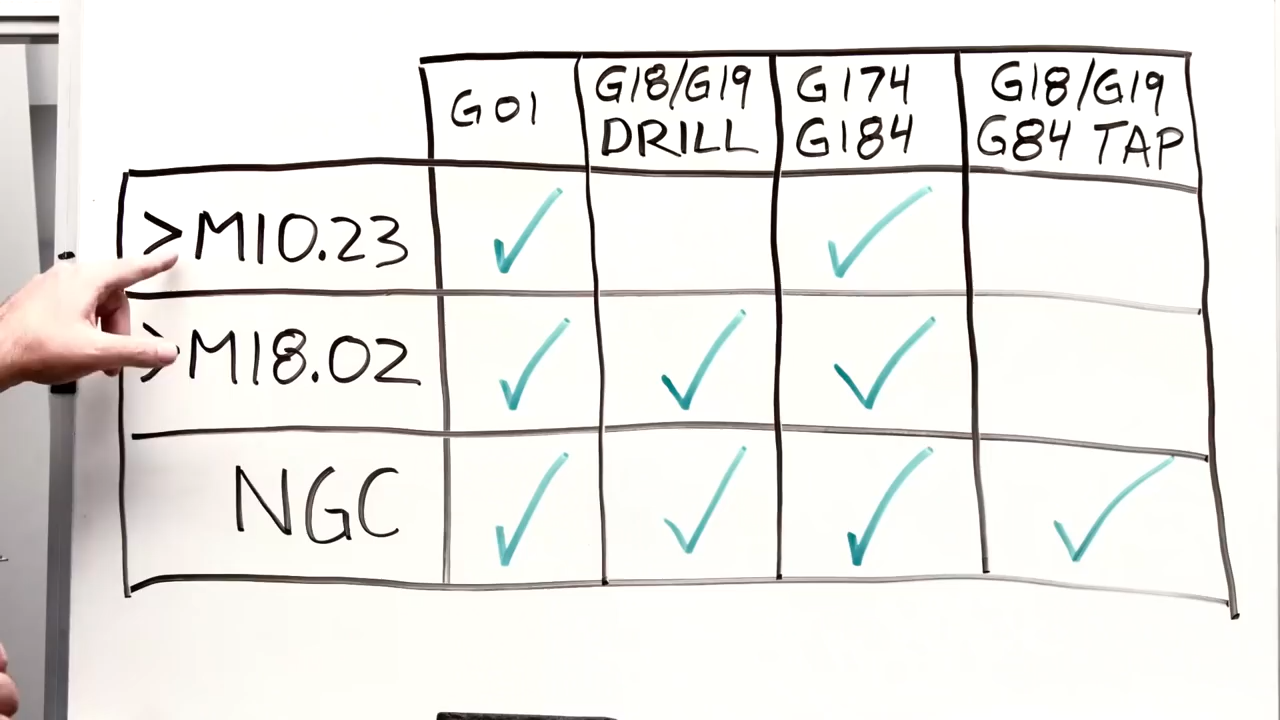 G01
G18/G19
DRILL
G174
G184
G18/G19
G84 TAP
>M10.23 ✓ ✓
>M18.02 ✓ ✓ ✓
NGC ✓ ✓ ✓ ✓